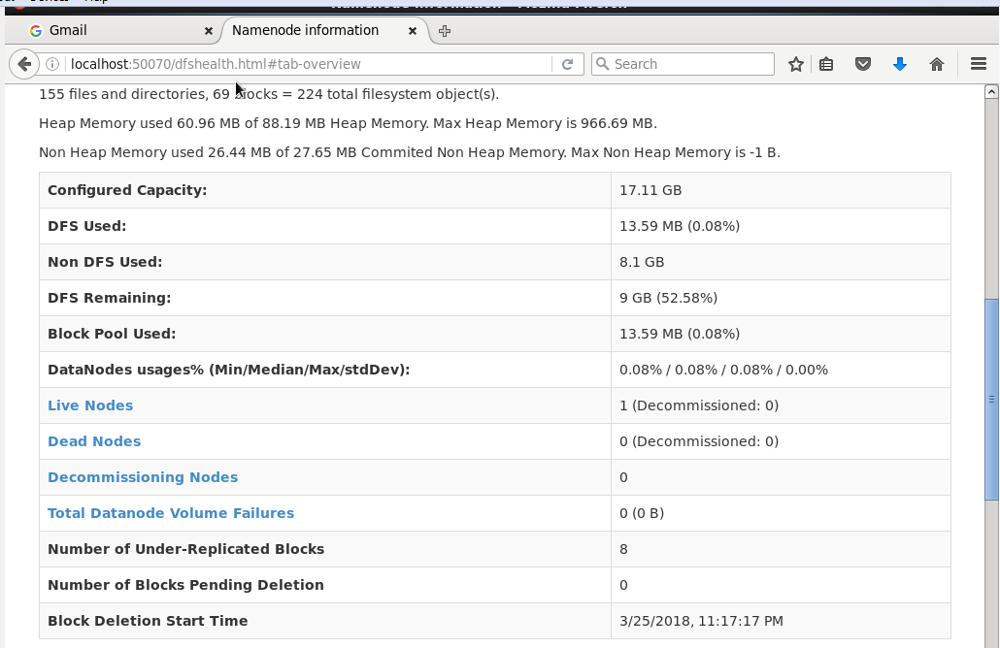 Gmail
Namenode information
localhost:50070/dfshealth.html#tab-overview
Search
155 files and directories, 69 blocks = 224 total filesystem object(s).
Heap Memory used 60.96 MB of 88.19 MB Heap Memory. Max Heap Memory is 966.69 MB.
Non Heap Memory used 26.44 MB of 27.65 MB Commited Non Heap Memory. Max Non Heap Memory is -1 B.
Configured Capacity: 17.11 GB
DFS Used: 13.59 MB (0.08%)
Non DFS Used: 8.1 GB
DFS Remaining: 9 GB (52.58%)
Block Pool Used: 13.59 MB (0.08%)
DataNodes usages% (Min/Median/Max/stdDev): 0.08% / 0.08% / 0.08% / 0.00%
Live Nodes 1 (Decommissioned: 0)
Dead Nodes 0 (Decommissioned: 0)
Decommissioning Nodes 0
Total Datanode Volume Failures 0 (0 B)
Number of Under-Replicated Blocks 8
Number of Blocks Pending Deletion 0
Block Deletion Start Time 3/25/2018, 11:17:17 PM